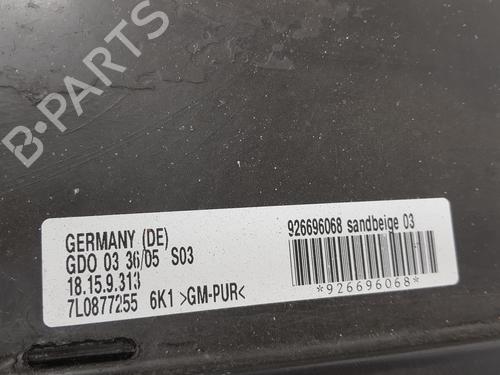 B-PARTS
GERMANY (DE)
GDO 03 36/05 S03
18.15.9.313
7L0877255 6K1 >GM-PUR<
926696068 sandbeige 03
*926696068*